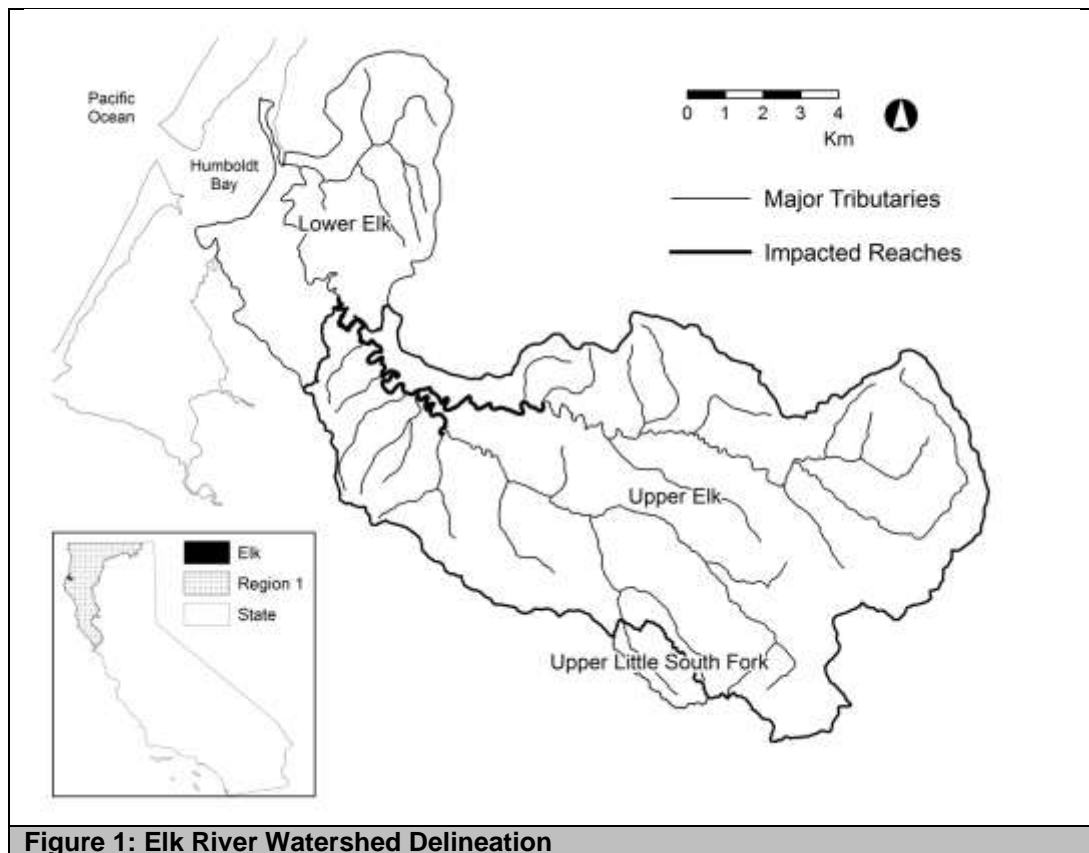 Pacific
Ocean
Humboldt
Bay
Lower Elk
0 1 2 3 4
Km
Major Tributaries
Impacted Reaches
Upper Elk
Upper Little South Fork
Elk
Region 1
State
Figure 1: Elk River Watershed Delineation